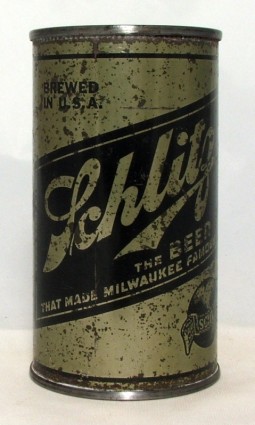 BREWED
IN U.S.A.
Schlitz
THE BEER
THAT MADE MILWAUKEE FAMOUS